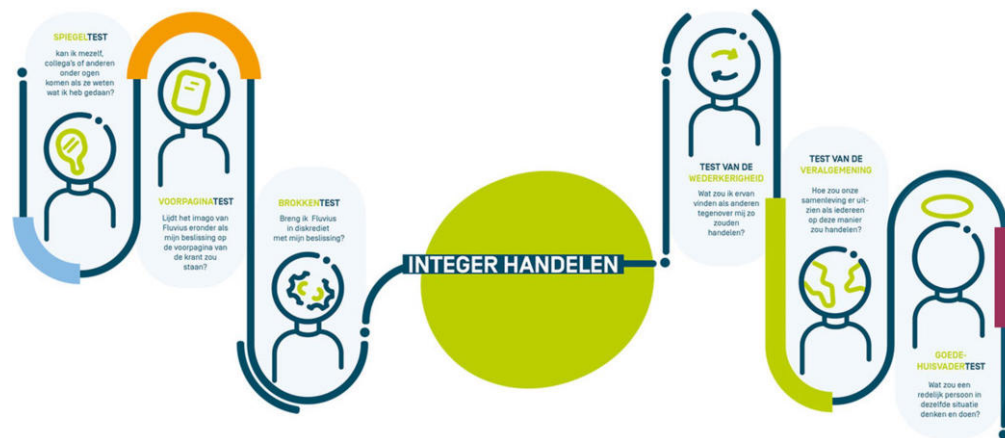 SPIEGELTEST
kan ik mezelf,
collega's of anderen
onder ogen
komen als ze weten
wat ik heb gedaan?
VOORPAGINATEST
Lijdt het imago van
Fluvius eronder als
mijn beslissing op
de voorpagina van
de krant zou
staan?
BROKKENTEST
Breng ik Fluvius
in diskrediet
met mijn beslissing?
INTEGER HANDELEN
TEST VAN DE
WEDERKERIGHEID
Wat zou ik ervan
vinden als anderen
tegenover mij zo
zouden
handelen?
TEST VAN DE
VERALGEMENING
Hoe zou onze
samenleving er uit-
zien als iedereen
op deze manier
zou handelen?
GOEDE-
HUISVADERTEST
Wat zou een
redelijk persoon in
dezelfde situatie
denken en doen?